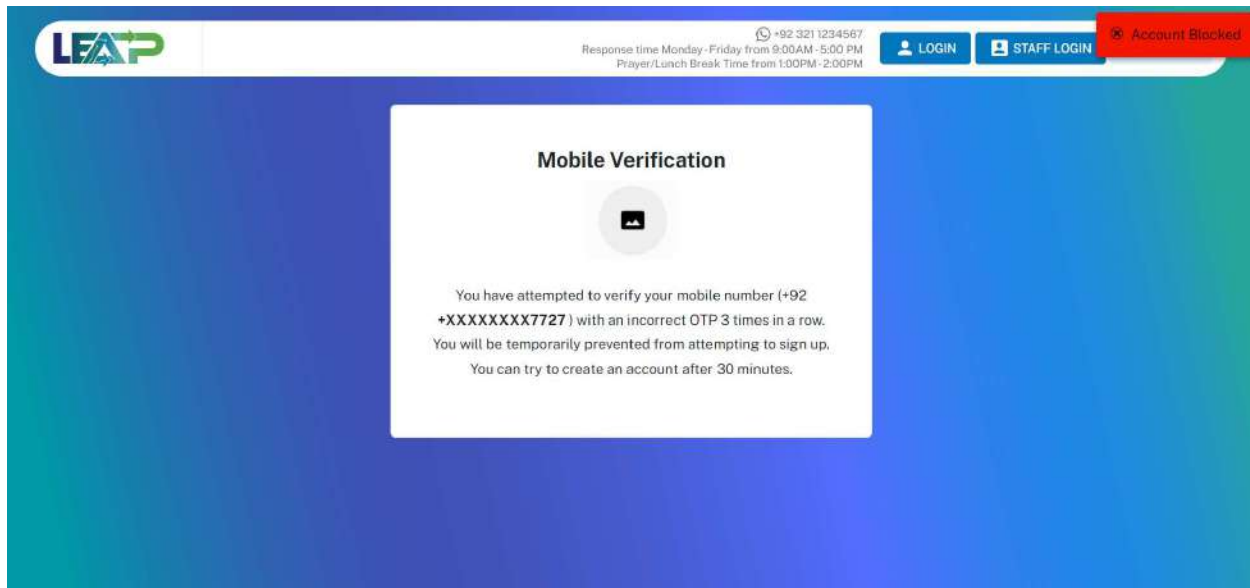 LEAP
+92 321 1234567
Response time Monday-Friday from 9:00AM-5:00 PM
Prayer/Lunch Break Time from 1:00PM-2:00PM
LOGIN
STAFF LOGIN
Account Blocked
Mobile Verification
You have attempted to verify your mobile number (+92
+XXXXXXXX7727 ) with an incorrect OTP 3 times in a row.
You will be temporarily prevented from attempting to sign up.
You can try to create an account after 30 minutes.